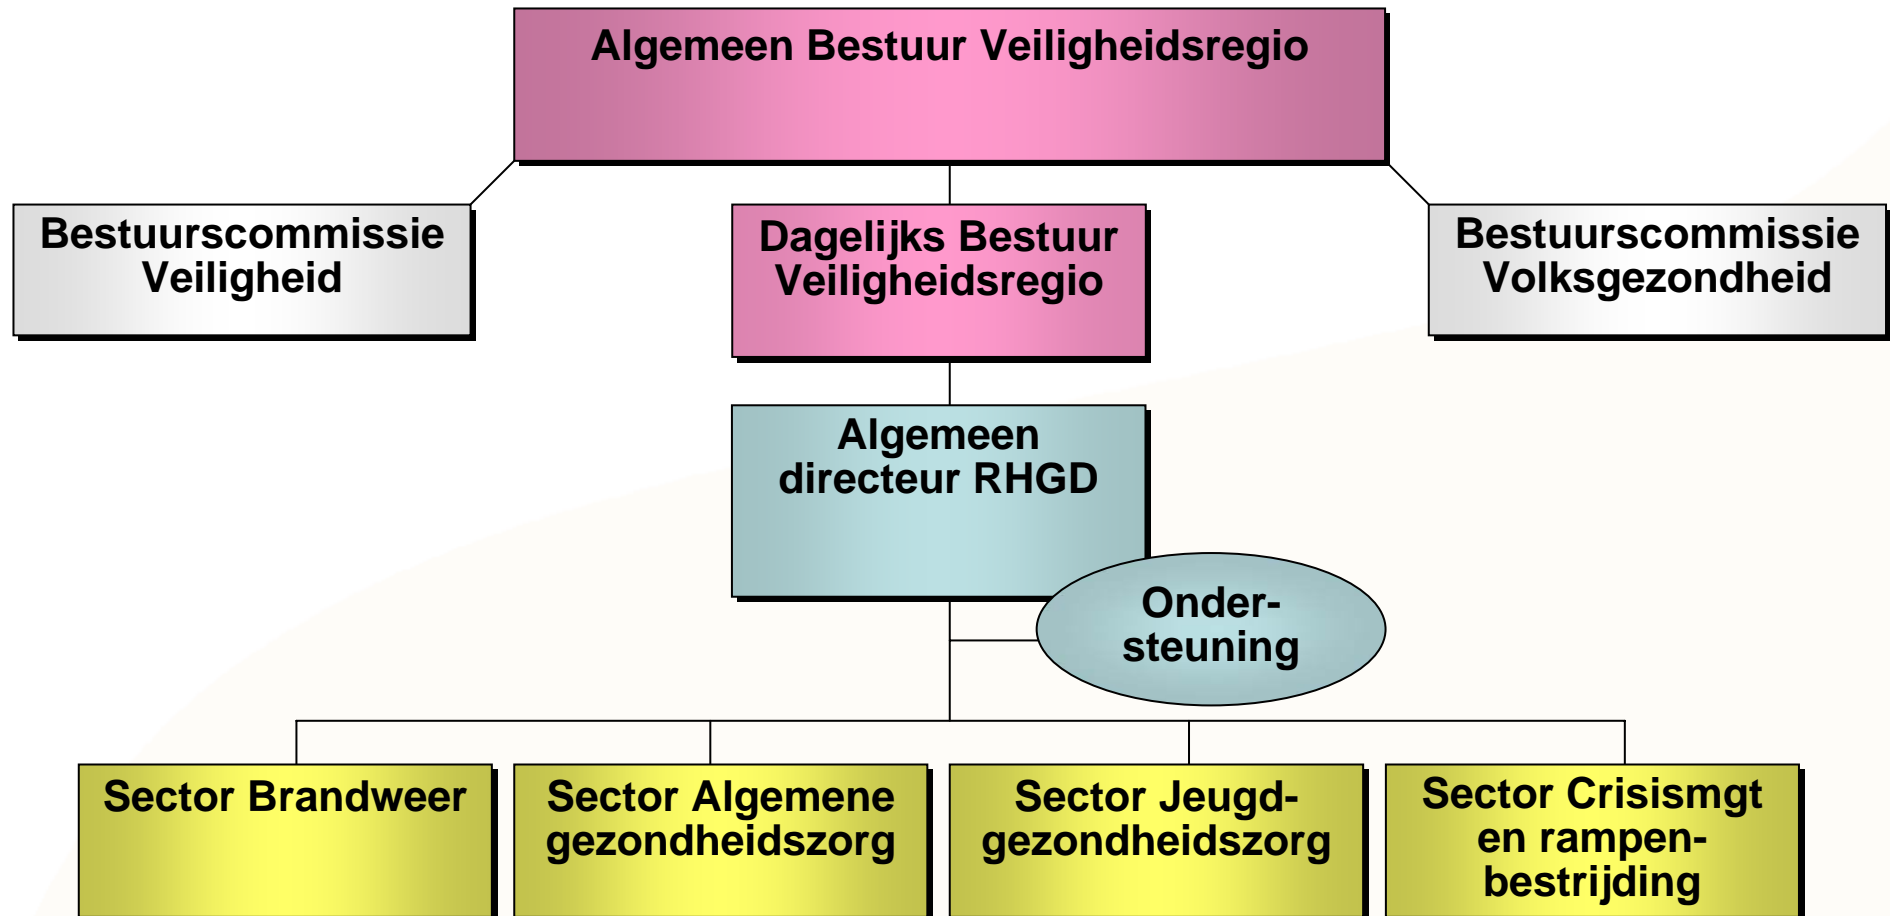 Algemeen Bestuur Veiligheidsregio
Bestuurscommissie
Veiligheid
Dagelijks Bestuur
Veiligheidsregio
Bestuurscommissie
Volksgezondheid
Algemeen
directeur RHGD
Onder-
steuning
Sector Brandweer
Sector Algemene
gezondheidszorg
Sector Jeugd-
gezondheidszorg
Sector Crisismgt
en rampen-
bestrijding